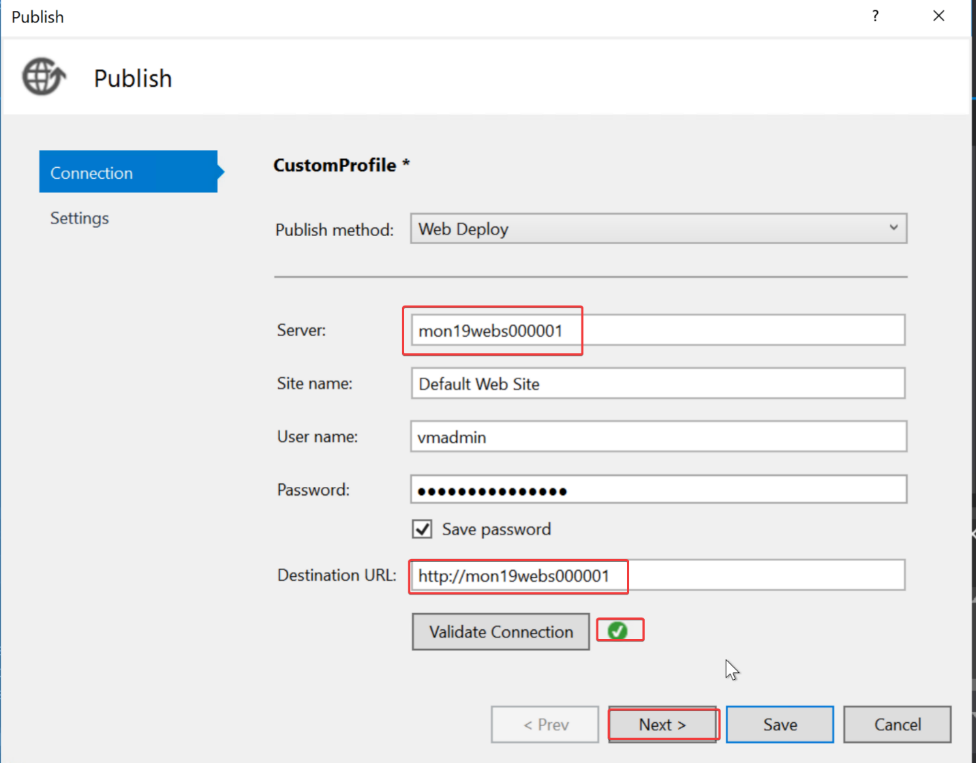 Publish
?
Publish
Connection
Settings
CustomProfile *
Publish method: Web Deploy
Server: mon19webs000001
Site name: Default Web Site
User name: vmadmin
Password: ●●●●●●●●●●●●●●●
Save password
Destination URL: http://mon19webs000001
Validate Connection
< Prev Next > Save Cancel